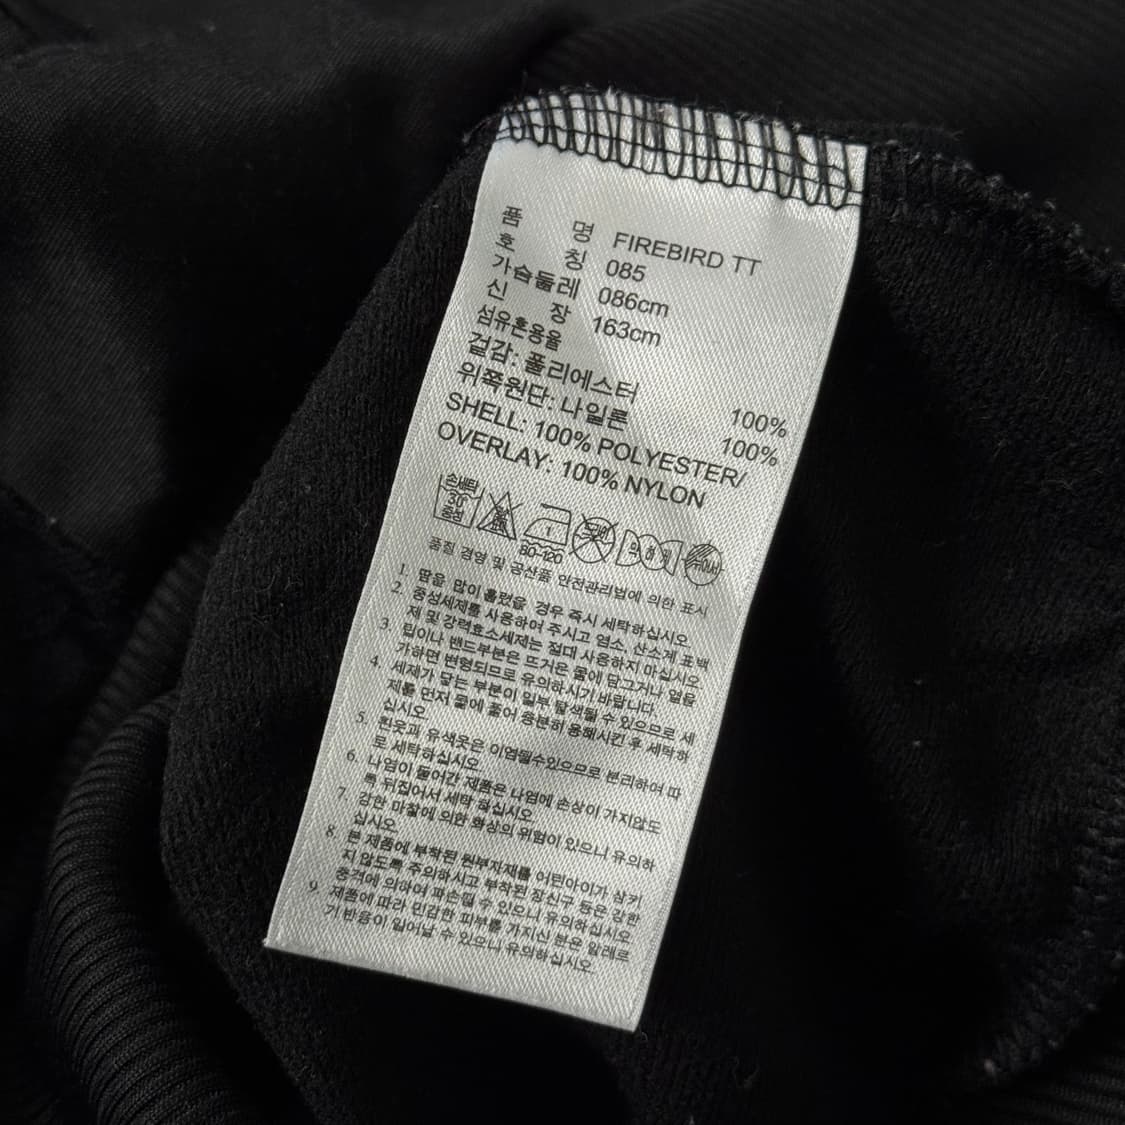 품 명 FIREBIRD TT
호 칭 085
가슴둘레 086cm
신 장 163cm
섬유혼용율
겉감: 폴리에스터 100%
위쪽원단: 나일론 100%
SHELL: 100% POLYESTER/
OVERLAY: 100% NYLON
손세탁
30°
중성
80-120
품질 경영 및 공산품 안전관리법에 의한 표시
1. 땀을 많이 흘렸을 경우 즉시 세탁하십시오
2. 중성세제를 사용하여 주시고 염소, 산소계 표백
제 및 강력효소세제는 절대 사용하지 마십시오
3. 립이나 밴드부분은 뜨거운 물에 담그거나 열을
가하면 변형되므로 유의하시기 바랍니다.
4. 세제가 닿는 부분이 일부 탈색될 수 있으므로 세
제를 먼저 물에 풀어 충분히 용해시킨 후 세탁하
십시오.
5. 흰옷과 유색옷은 이염될수있으므로 분리하여 따
로 세탁하십시오
6. 나염이 들어간 제품은 나염에 손상이 가지않도
록 뒤집어서 세탁 하십시오
7. 강한 마찰에 의한 화상의 위험이 있으니 유의하
십시오.
8. 본 제품에 부착된 원부자재를 어린아이가 삼키
지 않도록 주의하시고 부착된 장신구 등은 강한
충격에 의하여 파손될 수 있으니 유의하십시오
9. 제품에 따라 민감한 피부를 가지신 분은 알레르
기 반응이 일어날 수 있으니 유의하십시오.